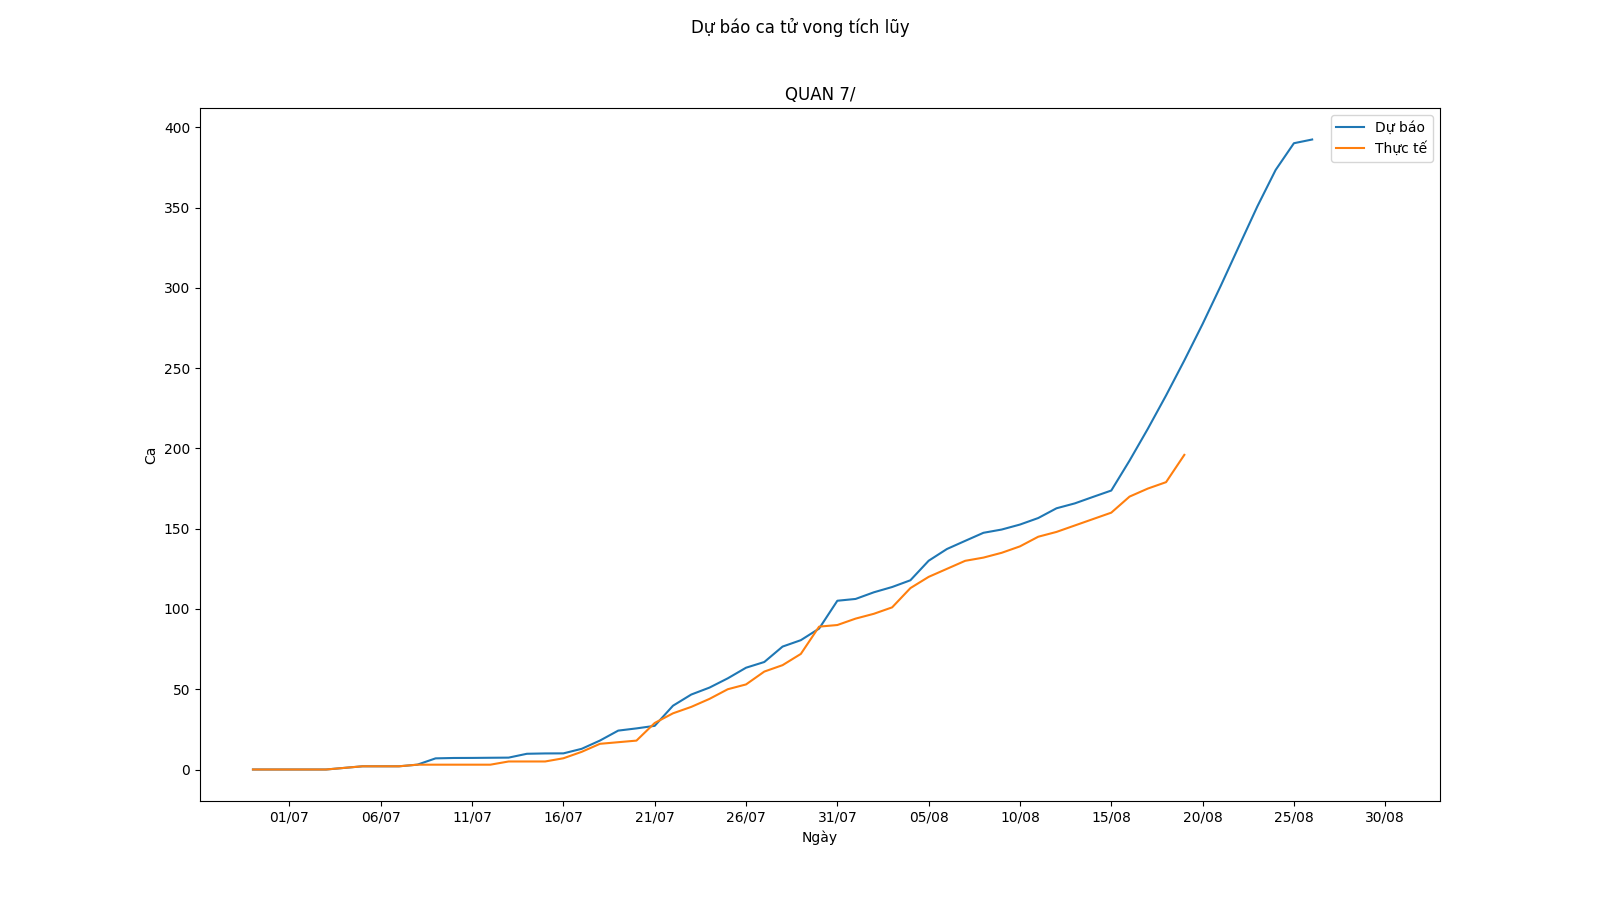 Dự báo ca tử vong tích lũy
QUAN 7/
Dự báo
Thực tế
400
350
300
250
200
150
100
50
0
Ca
01/07 06/07 11/07 16/07 21/07 26/07 31/07 05/08 10/08 15/08 20/08 25/08 30/08
Ngày